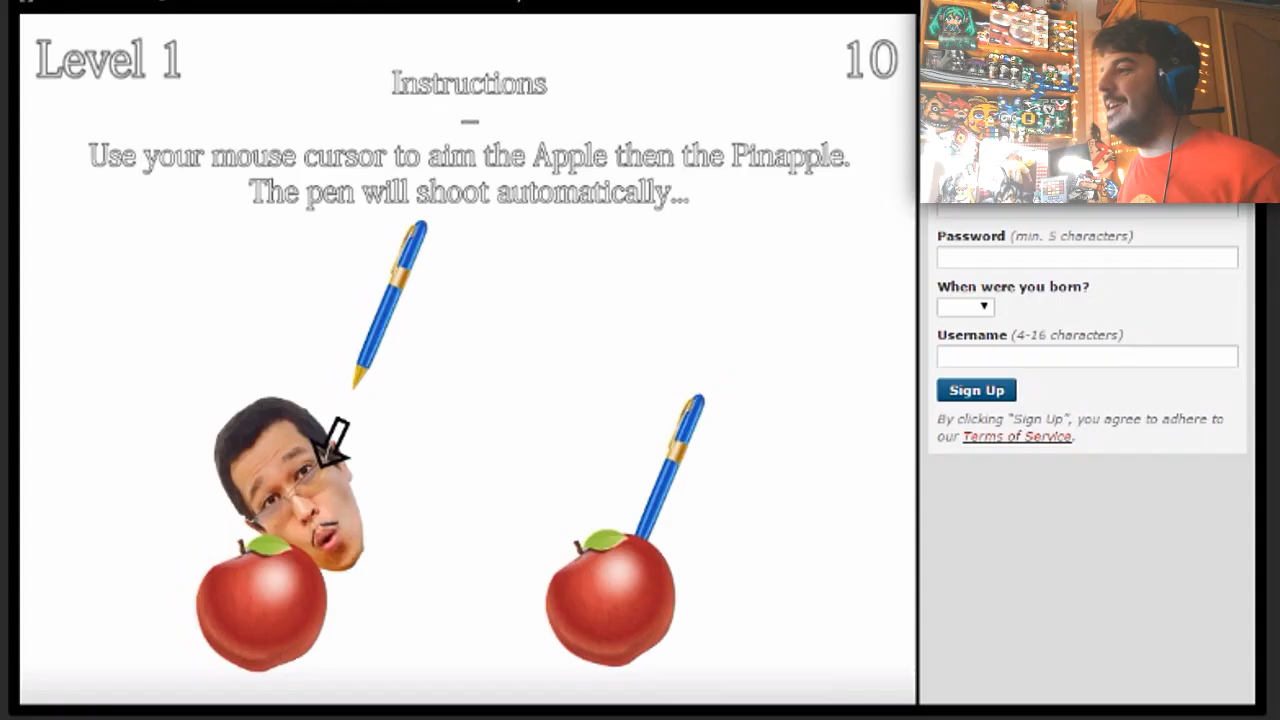 Level 1
10
Instructions
–
Use your mouse cursor to aim the Apple then the Pinapple.
The pen will shoot automatically...
Password (min. 5 characters)
When were you born?
Username (4-16 characters)
Sign Up
By clicking "Sign Up", you agree to adhere to
our Terms of Service.